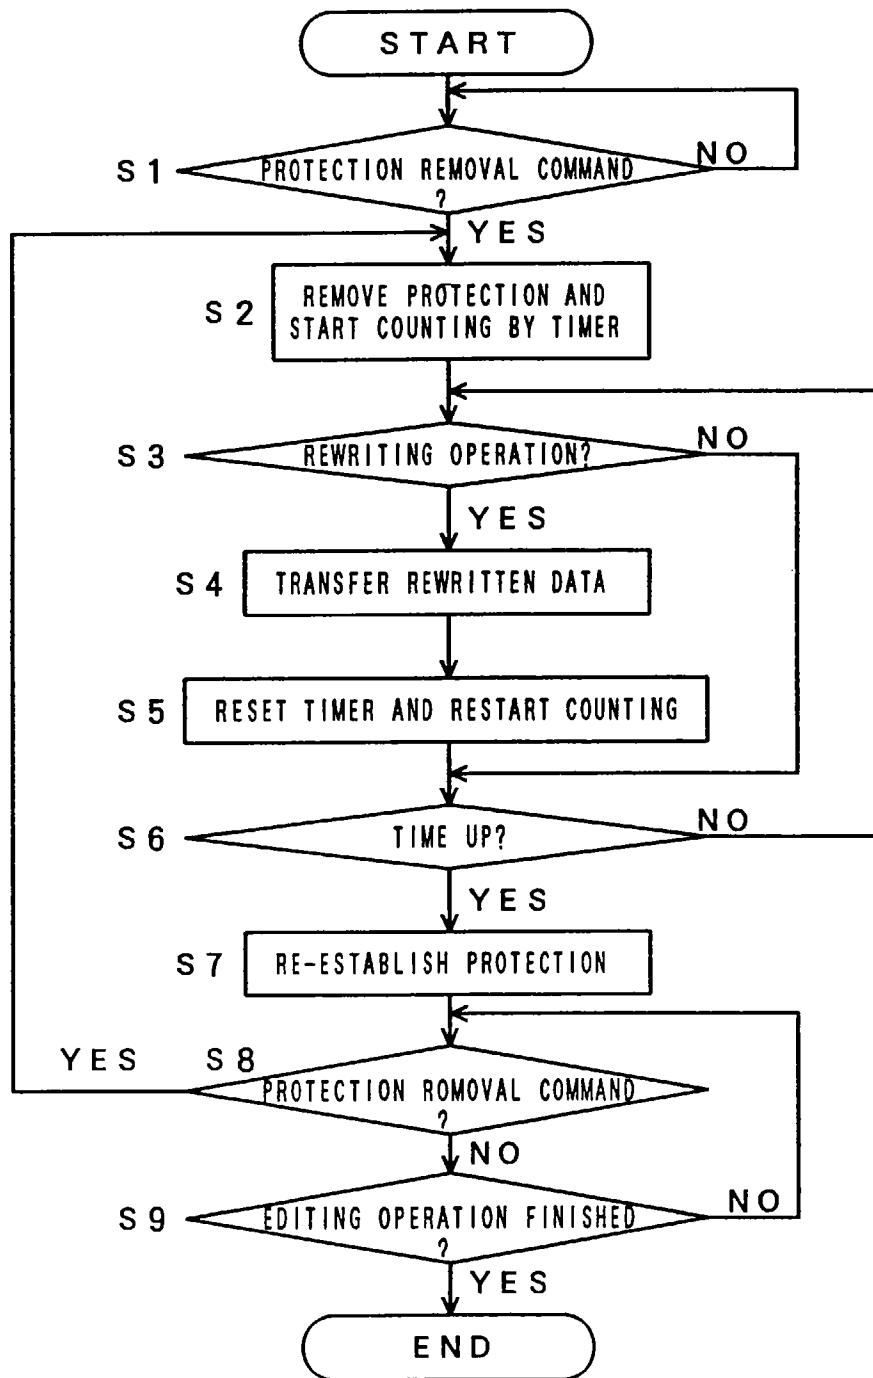 START
S1
PROTECTION REMOVAL COMMAND
?
NO
YES
S2
REMOVE PROTECTION AND
START COUNTING BY TIMER
S3
REWRITING OPERATION?
NO
YES
S4
TRANSFER REWRITTEN DATA
S5
RESET TIMER AND RESTART COUNTING
S6
TIME UP?
NO
YES
S7
RE-ESTABLISH PROTECTION
YES
S8
PROTECTION ROMOVAL COMMAND
?
NO
S9
EDITING OPERATION FINISHED
?
NO
YES
END